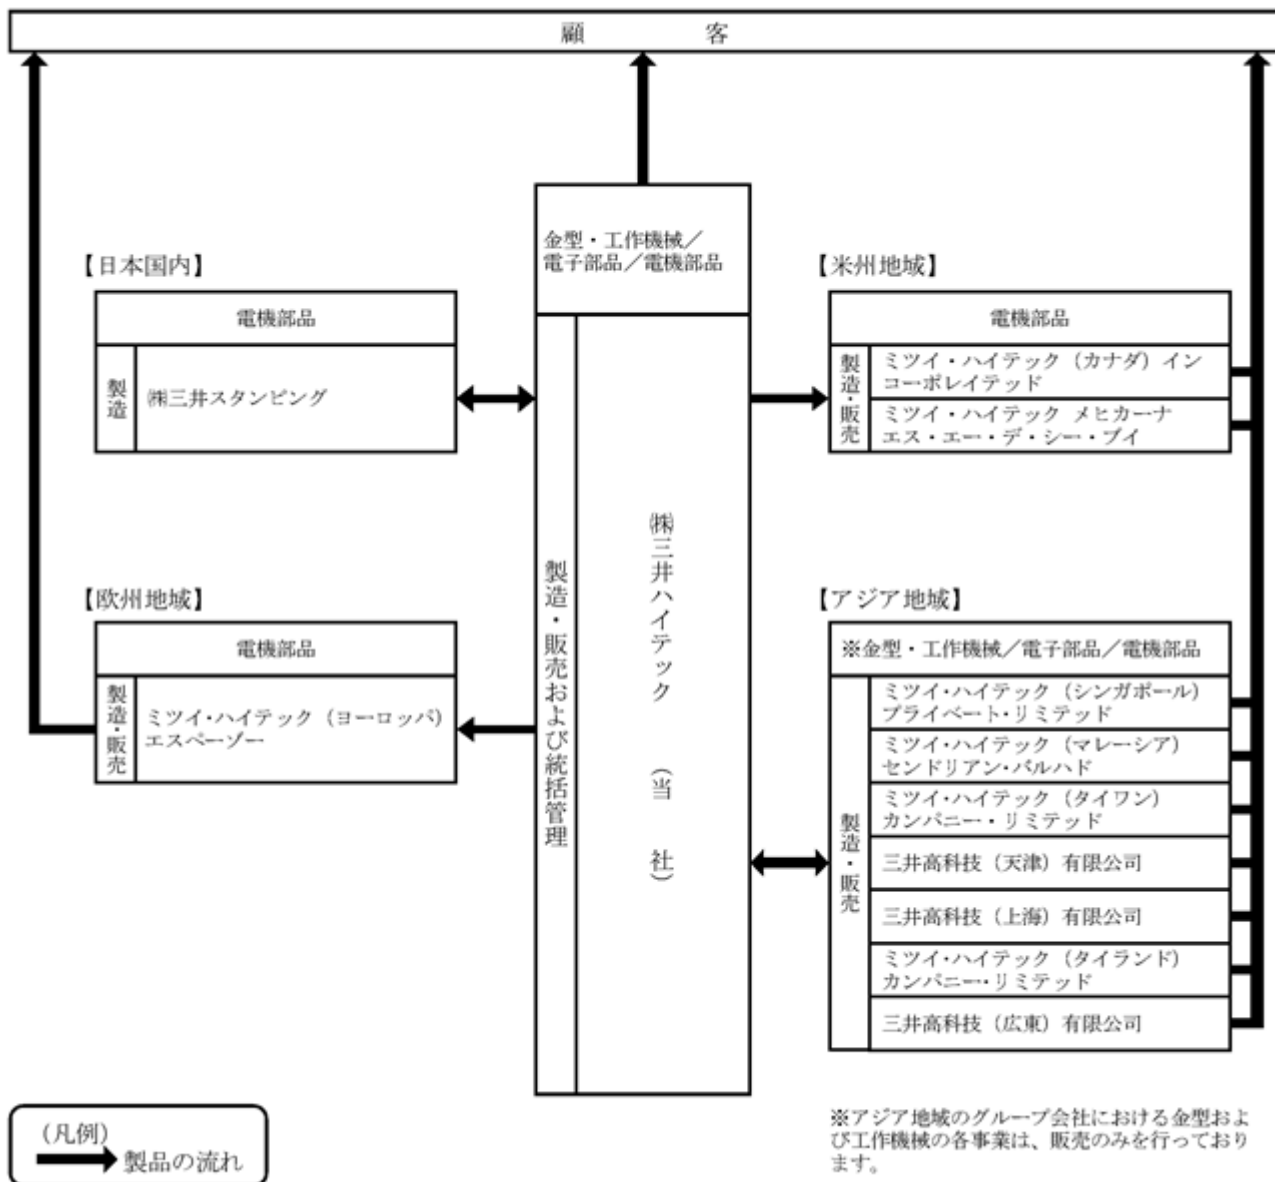 顧客
金型・工作機械／
電子部品／電機部品
製造・販売および統括管理
㈱三井ハイテック（当社）
【日本国内】
電機部品
製造
㈱三井スタンピング
【欧州地域】
電機部品
製造・販売
ミツイ・ハイテック（ヨーロッパ）
エスペーゾー
【米州地域】
電機部品
製造・販売
ミツイ・ハイテック（カナダ）イン
コーポレイテッド
ミツイ・ハイテック メヒカーナ
エス・エー・デ・シー・ブイ
【アジア地域】
※金型・工作機械／電子部品／電機部品
製造・販売
ミツイ・ハイテック（シンガポール）
プライベート・リミテッド
ミツイ・ハイテック（マレーシア）
センドリアン・バルハド
ミツイ・ハイテック（タイワン）
カンパニー・リミテッド
三井高科技（天津）有限公司
三井高科技（上海）有限公司
ミツイ・ハイテック（タイランド）
カンパニー・リミテッド
三井高科技（広東）有限公司
（凡例）
製品の流れ
※アジア地域のグループ会社における金型およ
び工作機械の各事業は、販売のみを行っており
ます。